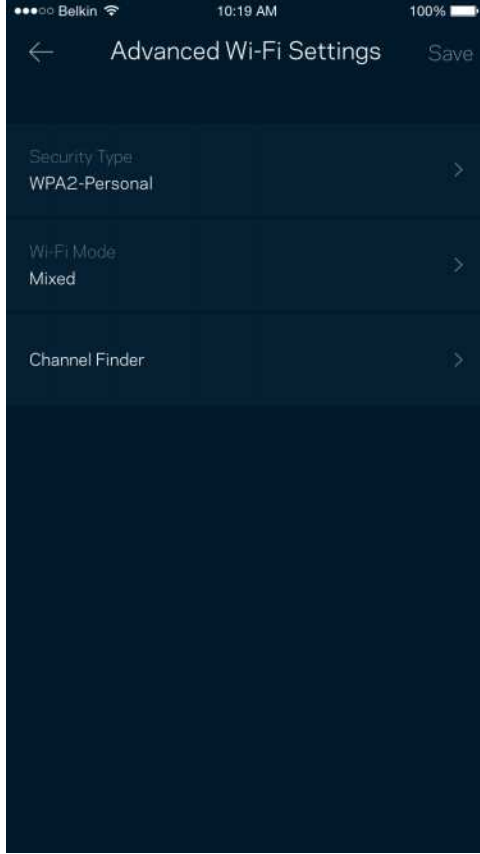 Belkin 10:19 AM 100%
Advanced Wi-Fi Settings Save
Security Type
WPA2-Personal
Wi-Fi Mode
Mixed
Channel Finder